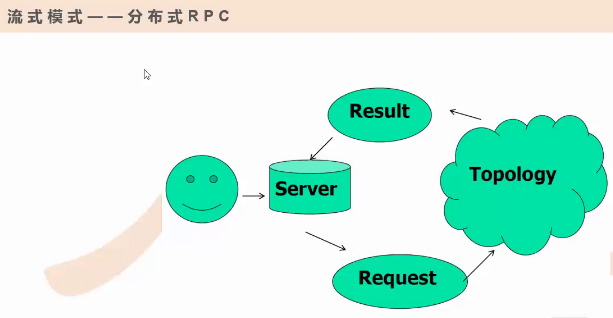 流式模式——分布式RPC
Result
Topology
Server
Request